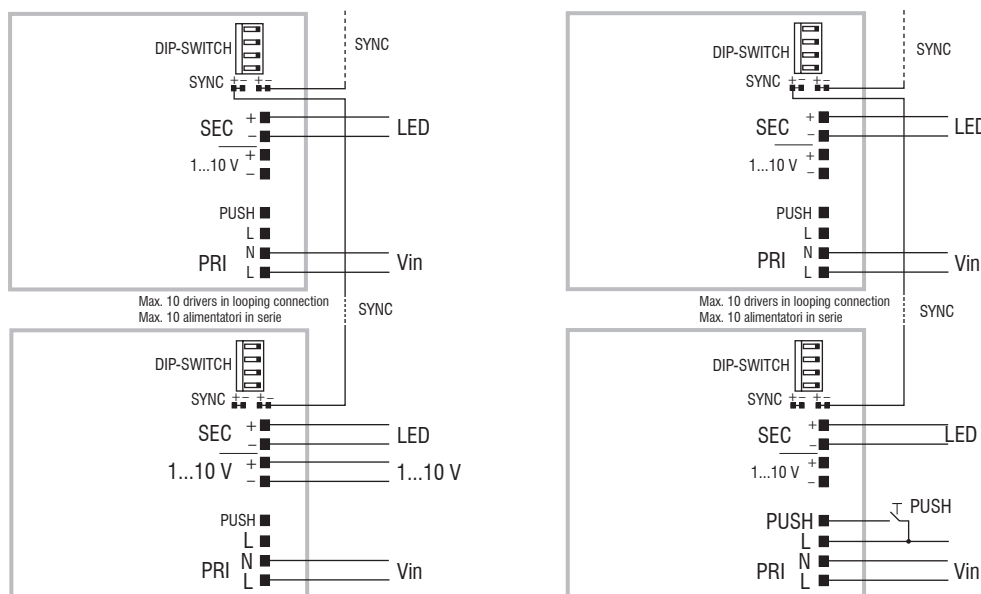 SYNC
DIP-SWITCH
SYNC + - + -
SEC + LED
-
1...10 V +
-
PUSH
L
PRI N Vin
L
Max. 10 drivers in looping connection
Max. 10 alimentatori in serie
SYNC
DIP-SWITCH
SYNC + - + -
SEC + LED
-
1...10 V + 1...10 V
-
PUSH
L
PRI N Vin
L
SYNC
DIP-SWITCH
SYNC + - + -
SEC + LED
-
1...10 V +
-
PUSH
L
PRI N Vin
L
Max. 10 drivers in looping connection
Max. 10 alimentatori in serie
SYNC
DIP-SWITCH
SYNC + - + -
SEC + LED
-
1...10 V +
-
PUSH PUSH
L
PRI N Vin
L